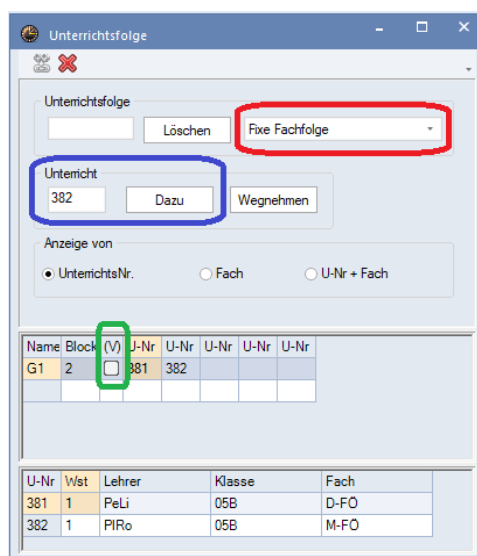 Unterrichtsfolge
Unterrichtsfolge
Löschen Fixe Fachfolge
Unterricht
382 Dazu Wegnehmen
Anzeige von
UnterrichtsNr. Fach U-Nr + Fach
Name Block (V) U-Nr U-Nr U-Nr U-Nr U-Nr
G1 2 381 382
U-Nr Wst Lehrer Klasse Fach
381 1 PeLi 05B D-FÖ
382 1 PlRo 05B M-FÖ